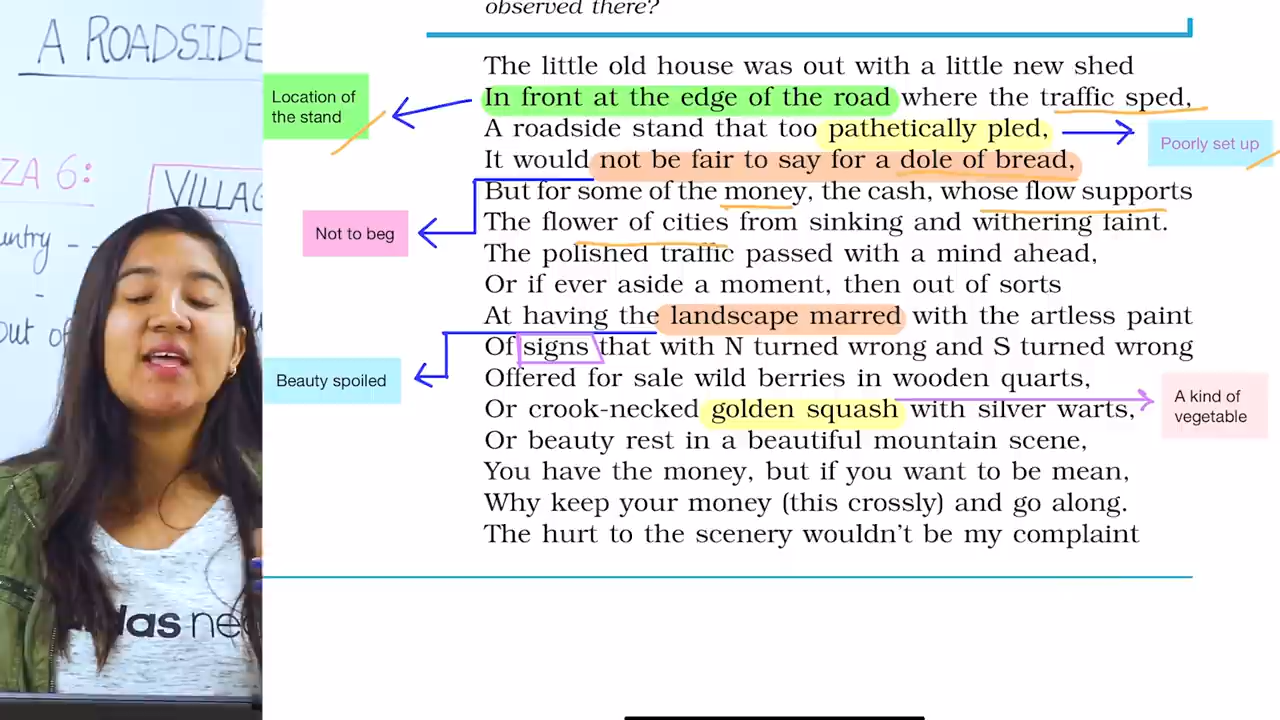 A ROADSIDE
ZA 6:
VILLAG
untry - -
-
out of
das ne
observed there?
The little old house was out with a little new shed
In front at the edge of the road where the traffic sped,
A roadside stand that too pathetically pled,
It would not be fair to say for a dole of bread,
But for some of the money, the cash, whose flow supports
The flower of cities from sinking and withering faint.
The polished traffic passed with a mind ahead,
Or if ever aside a moment, then out of sorts
At having the landscape marred with the artless paint
Of signs that with N turned wrong and S turned wrong
Offered for sale wild berries in wooden quarts,
Or crook-necked golden squash with silver warts,
Or beauty rest in a beautiful mountain scene,
You have the money, but if you want to be mean,
Why keep your money (this crossly) and go along.
The hurt to the scenery wouldn't be my complaint
Location of
the stand
Poorly set up
Not to beg
Beauty spoiled
A kind of
vegetable